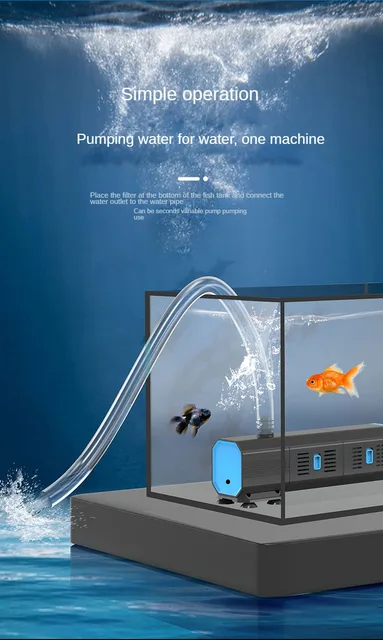 Simple operation
Pumping water for water, one machine
Place the filter at the bottom of the fish tank and connect the
water outlet to the water pipe
Can be seconds variable pump pumping
use